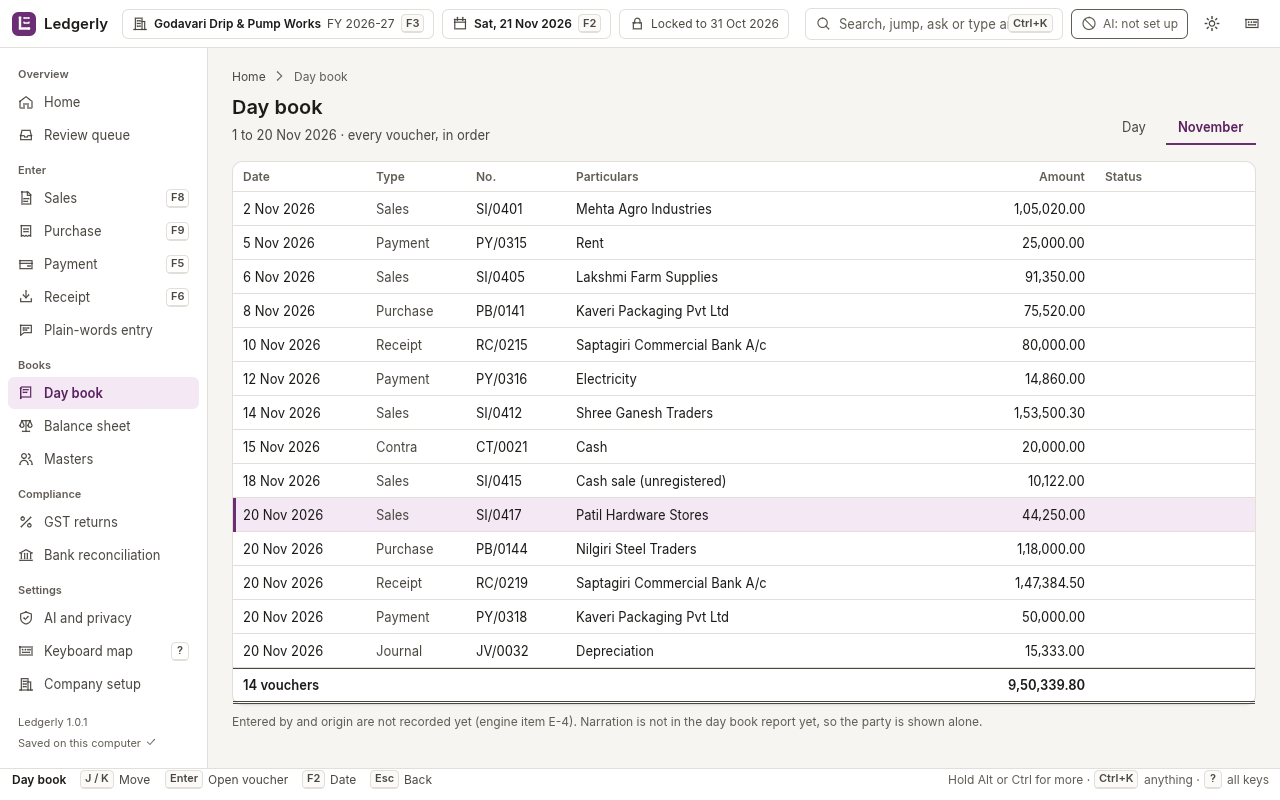 Ledgerly
Godavari Drip & Pump Works FY 2026-27 F3
Sat, 21 Nov 2026 F2
Locked to 31 Oct 2026
Search, jump, ask or type a Ctrl+K
AI: not set up
Overview
Home
Review queue
Enter
Sales F8
Purchase F9
Payment F5
Receipt F6
Plain-words entry
Books
Day book
Balance sheet
Masters
Compliance
GST returns
Bank reconciliation
Settings
AI and privacy
Keyboard map ?
Company setup
Ledgerly 1.0.1
Saved on this computer
Home Day book
Day book
1 to 20 Nov 2026 · every voucher, in order
Day November
Date Type No. Particulars Amount Status
2 Nov 2026 Sales SI/0401 Mehta Agro Industries 1,05,020.00
5 Nov 2026 Payment PY/0315 Rent 25,000.00
6 Nov 2026 Sales SI/0405 Lakshmi Farm Supplies 91,350.00
8 Nov 2026 Purchase PB/0141 Kaveri Packaging Pvt Ltd 75,520.00
10 Nov 2026 Receipt RC/0215 Saptagiri Commercial Bank A/c 80,000.00
12 Nov 2026 Payment PY/0316 Electricity 14,860.00
14 Nov 2026 Sales SI/0412 Shree Ganesh Traders 1,53,500.30
15 Nov 2026 Contra CT/0021 Cash 20,000.00
18 Nov 2026 Sales SI/0415 Cash sale (unregistered) 10,122.00
20 Nov 2026 Sales SI/0417 Patil Hardware Stores 44,250.00
20 Nov 2026 Purchase PB/0144 Nilgiri Steel Traders 1,18,000.00
20 Nov 2026 Receipt RC/0219 Saptagiri Commercial Bank A/c 1,47,384.50
20 Nov 2026 Payment PY/0318 Kaveri Packaging Pvt Ltd 50,000.00
20 Nov 2026 Journal JV/0032 Depreciation 15,333.00
14 vouchers 9,50,339.80
Entered by and origin are not recorded yet (engine item E-4). Narration is not in the day book report yet, so the party is shown alone.
Day book J / K Move Enter Open voucher F2 Date Esc Back
Hold Alt or Ctrl for more · Ctrl+K anything · ? all keys